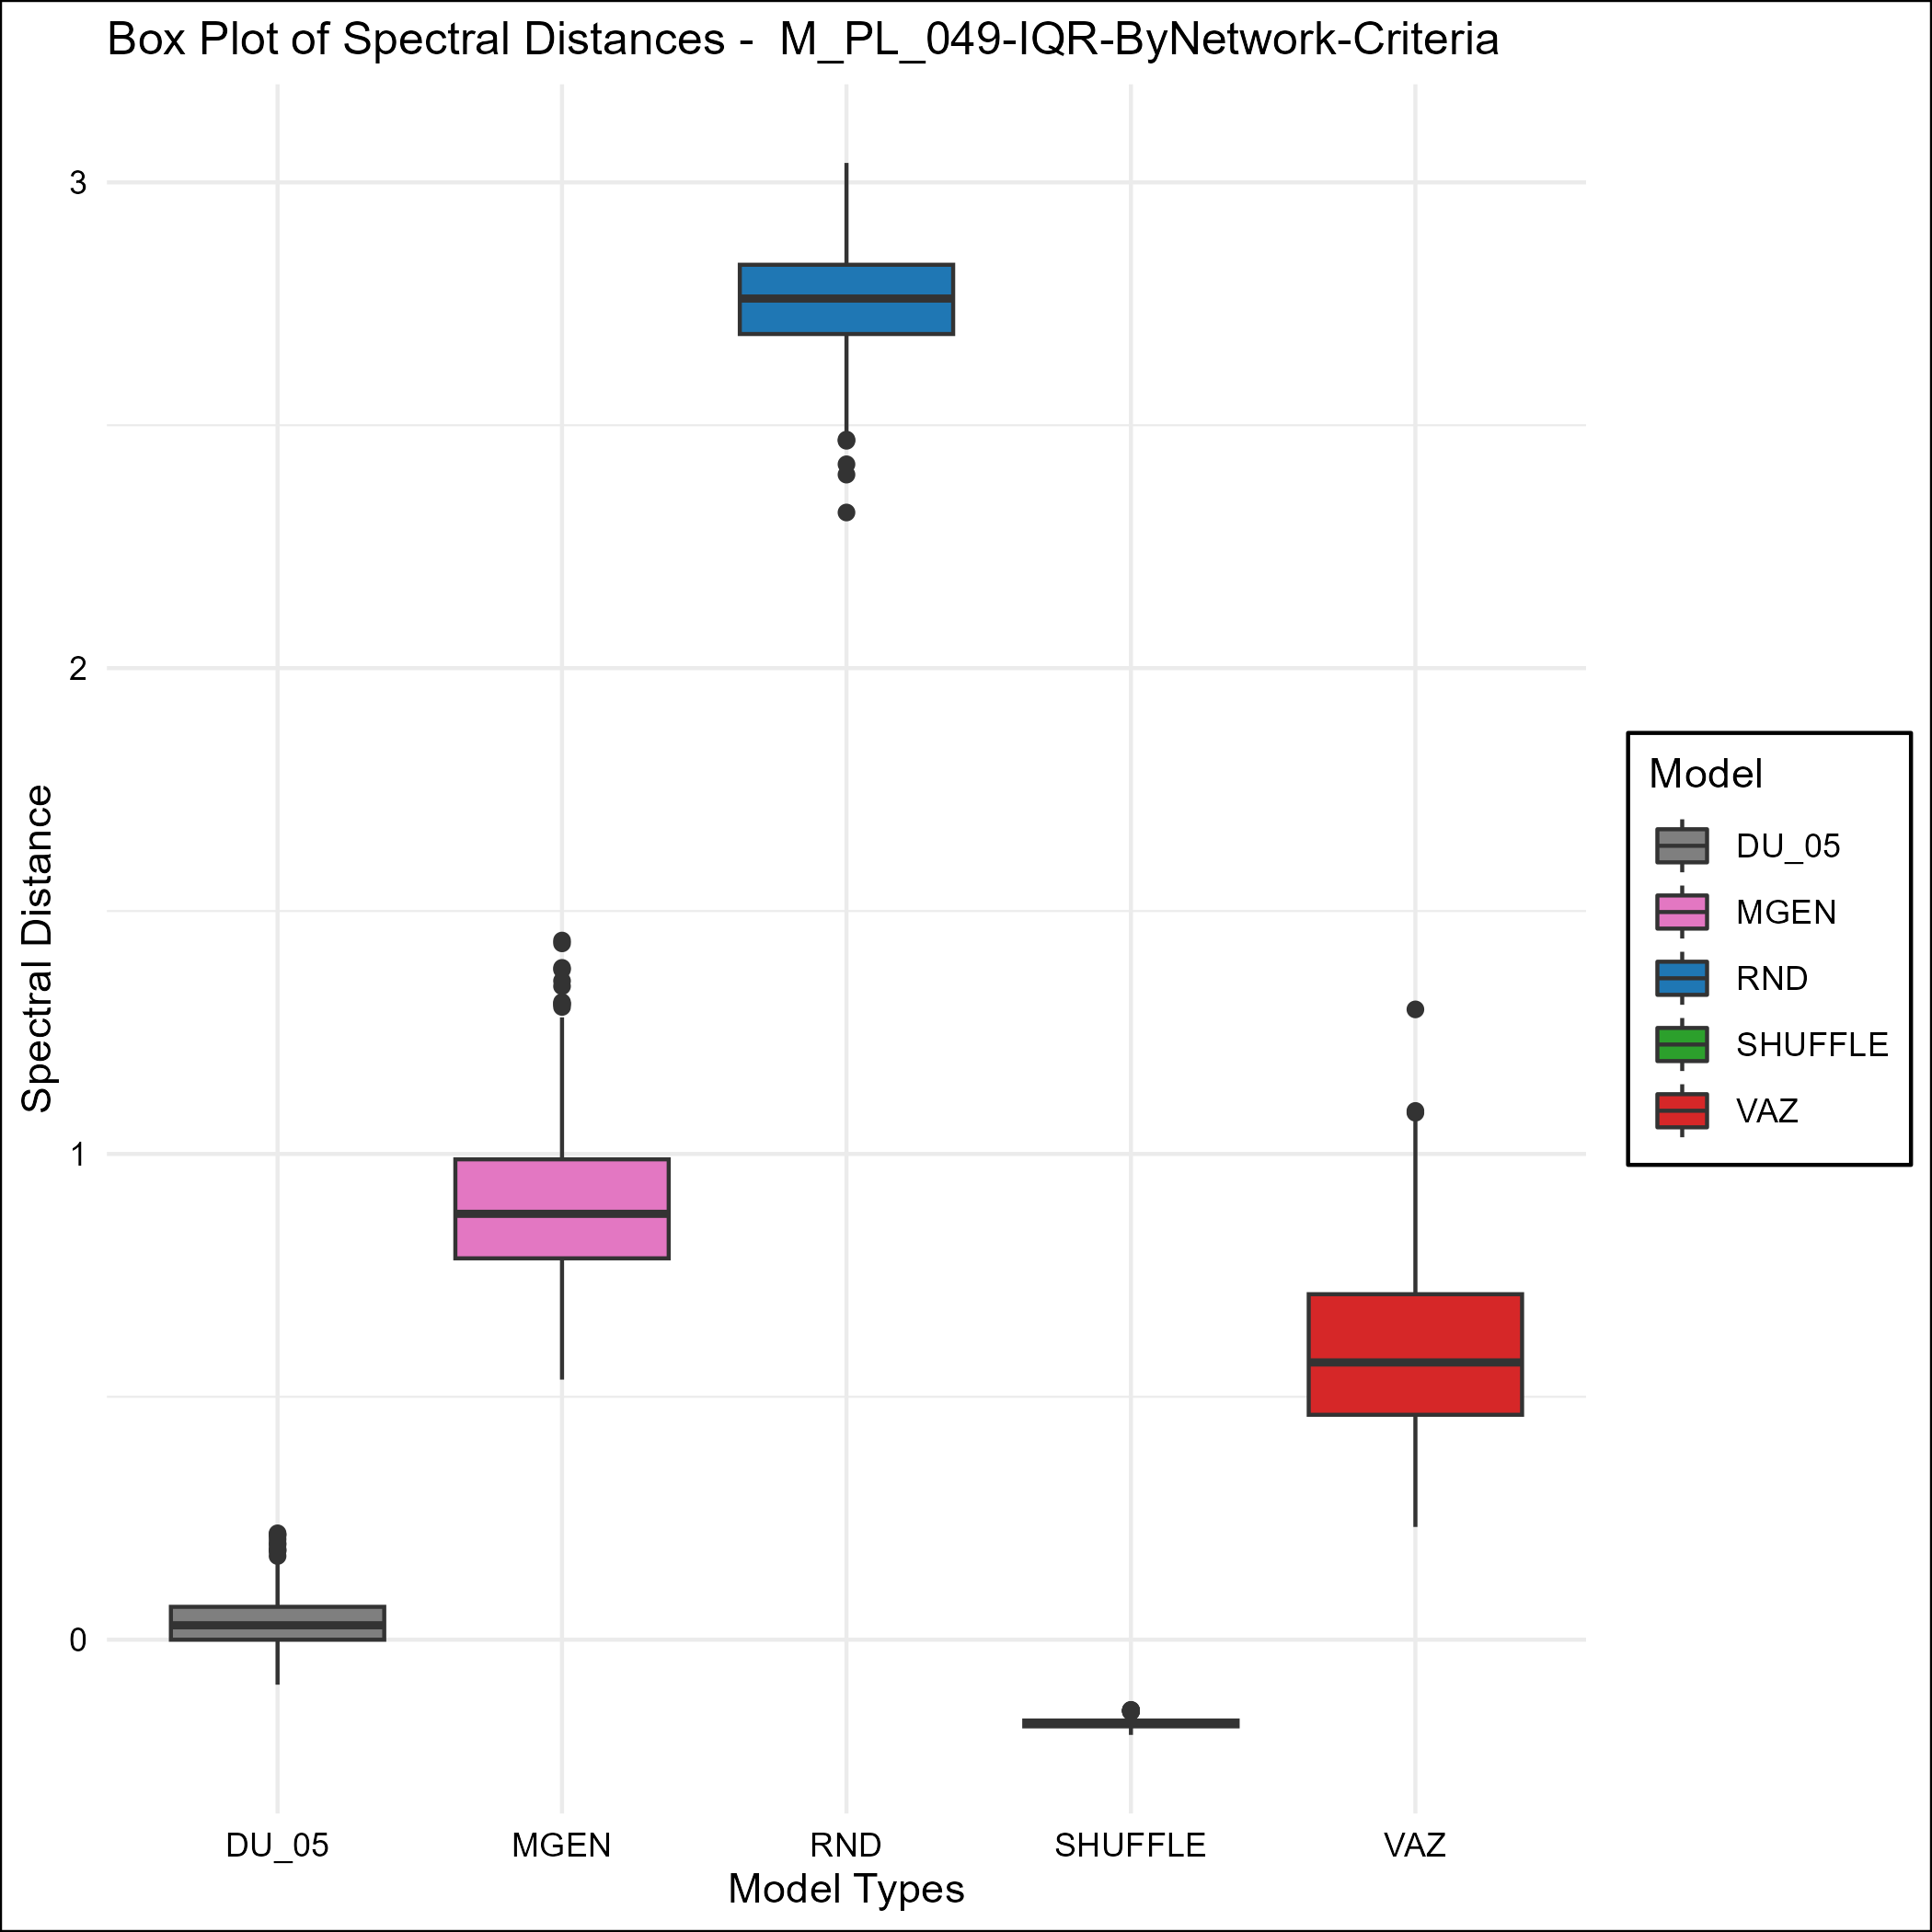 Box Plot of Spectral Distances -  M_PL_049-IQR-ByNetwork-Criteria
3
2
1
0
Spectral Distance
DU_05 MGEN RND SHUFFLE VAZ
Model Types
Model
DU_05
MGEN
RND
SHUFFLE
VAZ